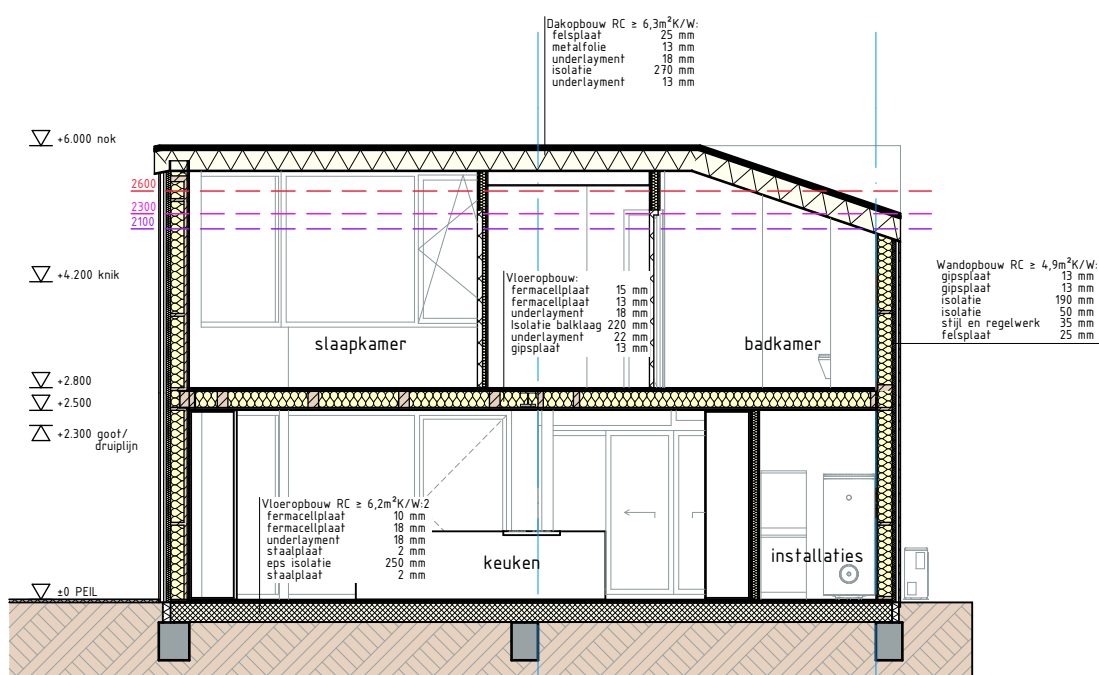 Dakopbouw RC ≥ 6,3m²K/W:
felsplaat 25 mm
metalfolie 13 mm
underlayment 18 mm
isolatie 270 mm
underlayment 13 mm
+6.000 nok
2600
2300
2100
+4.200 knik
Wandopbouw RC ≥ 4,9m²K/W:
gipsplaat 13 mm
gipsplaat 13 mm
isolatie 190 mm
isolatie 50 mm
stijl en regelwerk 35 mm
felsplaat 25 mm
Vloeropbouw:
fermacellplaat 15 mm
fermacellplaat 13 mm
underlayment 18 mm
Isolatie balklaag 220 mm
underlayment 22 mm
gipsplaat 13 mm
slaapkamer
badkamer
+2.800
+2.500
+2.300 goot/
druiplijn
Vloeropbouw RC ≥ 6,2m²K/W:2
fermacellplaat 10 mm
fermacellplaat 18 mm
underlayment 18 mm
staalplaat 2 mm
eps isolatie 250 mm
staalplaat 2 mm
keuken
installaties
±0 PEIL